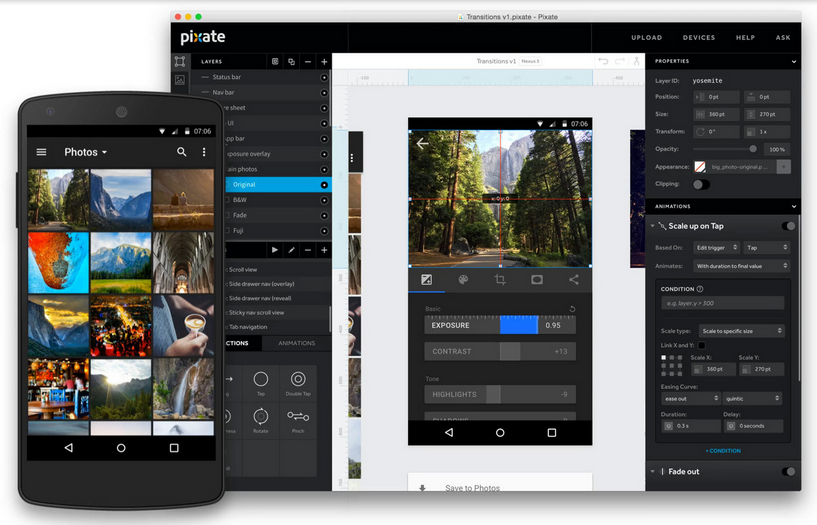 Transitions v1.pixate - Pixate
pixate
UPLOAD DEVICES HELP ASK
LAYERS
Status bar
Nav bar
re sheet
UI
pp bar
xposure overlay
ain photos
Original
B&W
Fade
Fuji
Scroll view
Side drawer nav (overlay)
Side drawer nav (reveal)
Sticky nav scroll view
Tab navigation
CTIONS ANIMATIONS
Tap Double Tap
Rotate Pinch
07:06
Photos
Transitions v1 Nexus 5
07:06
x: 0 y: 0
Basic
EXPOSURE 0.95
CONTRAST +13
Tone
HIGHLIGHTS -9
Save to Photos
PROPERTIES
Layer ID: yosemite
Position: 0 pt 0 pt
Size: 360 pt 270 pt
Transform: 0° 1x
Opacity: 100 %
Appearance: big_photo-original.p...
Clipping:
ANIMATIONS
Scale up on Tap
Based On: Edit trigger Tap
Animates: With duration to final value
CONDITION
e.g. layer.y > 300
Scale type: Scale to specific size
Link X and Y:
Scale X: Scale Y:
360 pt 270 pt
Easing Curve:
ease out quintic
Duration: Delay:
0.3 s 0 seconds
+ CONDITION
Fade out